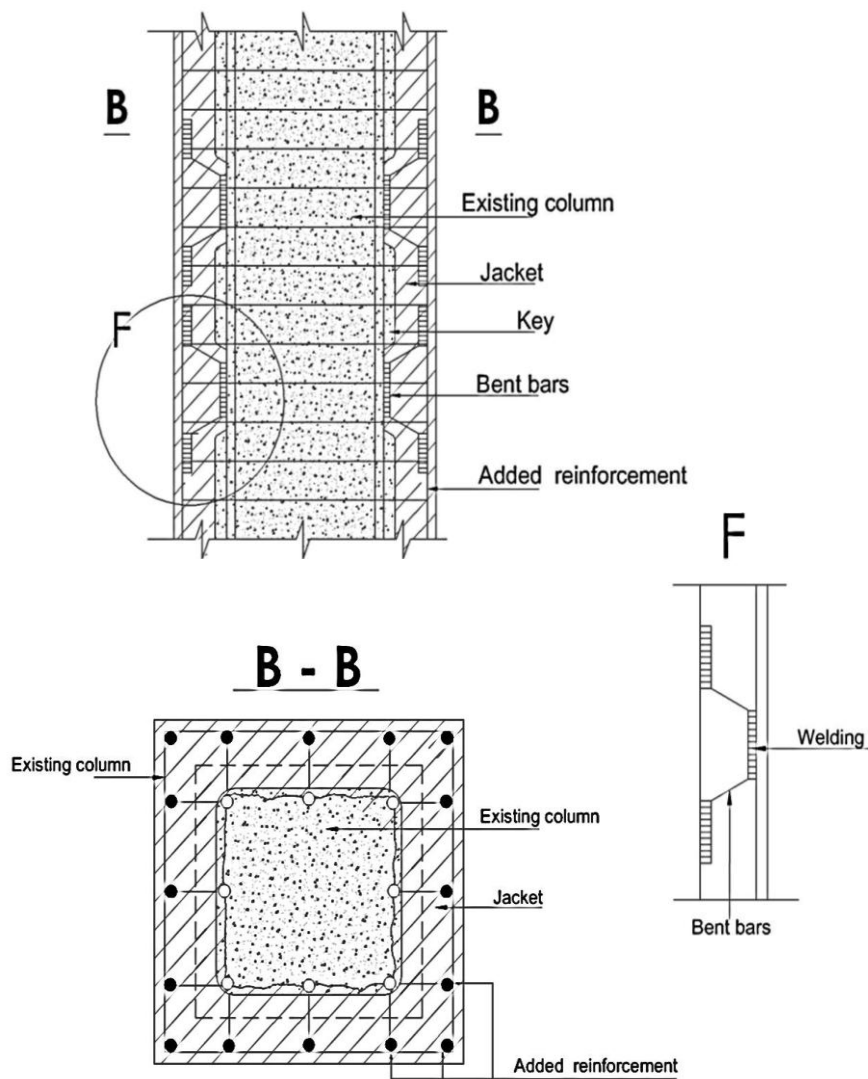 B
B
Existing column
Jacket
F
Key
Bent bars
Added reinforcement
F
B - B
Welding
Existing column
Existing column
Jacket
Bent bars
Added reinforcement